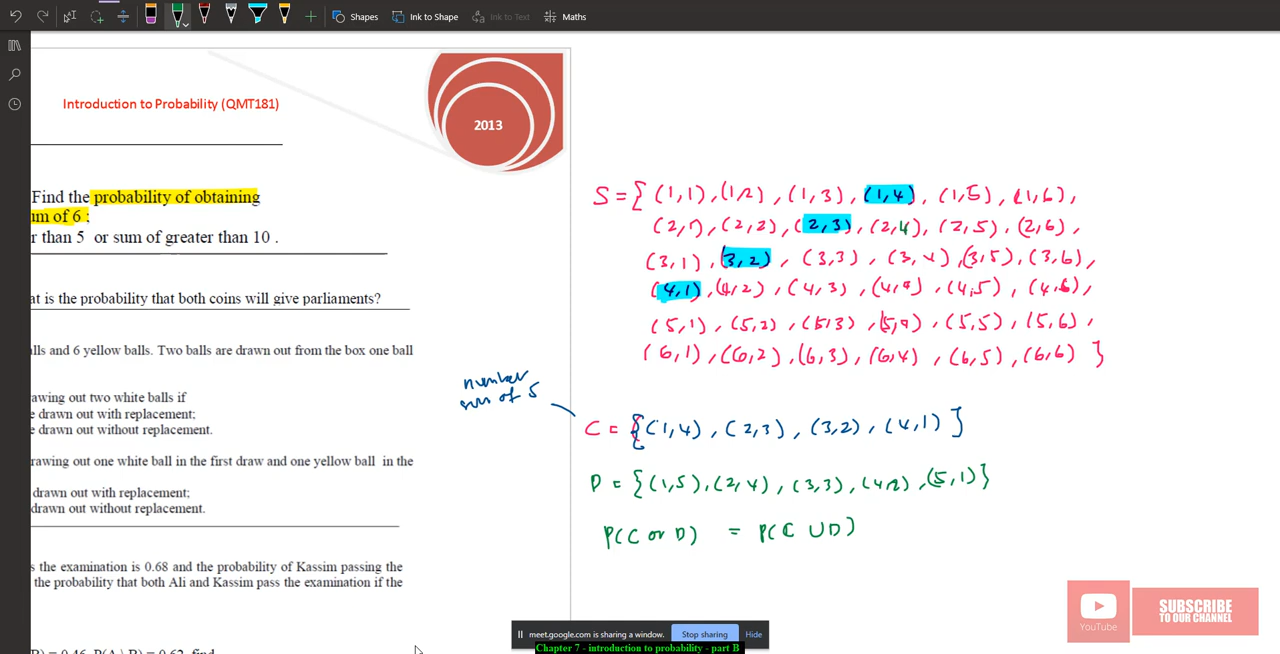 Shapes
Ink to Shape
Ink to Text
Maths
Introduction to Probability (QMT181)
2013
Find the probability of obtaining
um of 6 :
r than 5 or sum of greater than 10 .
at is the probability that both coins will give parliaments?
alls and 6 yellow balls. Two balls are drawn out from the box one ball
awing out two white balls if
e drawn out with replacement;
e drawn out without replacement.
rawing out one white ball in the first draw and one yellow ball in the
drawn out with replacement;
drawn out without replacement.
s the examination is 0.68 and the probability of Kassim passing the
the probability that both Ali and Kassim pass the examination if the
S = { (1,1), (1,2), (1,3), (1,4), (1,5), (1,6),
(2,1), (2,2), (2,3), (2,4), (2,5), (2,6),
(3,1), (3,2), (3,3), (3,4), (3,5), (3,6),
(4,1), (4,2), (4,3), (4,4), (4,5), (4,6),
(5,1), (5,2), (5,3), (5,4), (5,5), (5,6),
(6,1), (6,2), (6,3), (6,4), (6,5), (6,6) }
number
sum of 5
C = {(1,4), (2,3), (3,2), (4,1)}
D = {(1,5), (2,4), (3,3), (4,2), (5,1)}
P(C or D) = P(C ∪ D)
SUBSCRIBE
TO OUR CHANNEL
YouTube
meet.google.com is sharing a window.
Stop sharing
Hide
Chapter 7 - introduction to probability - part B